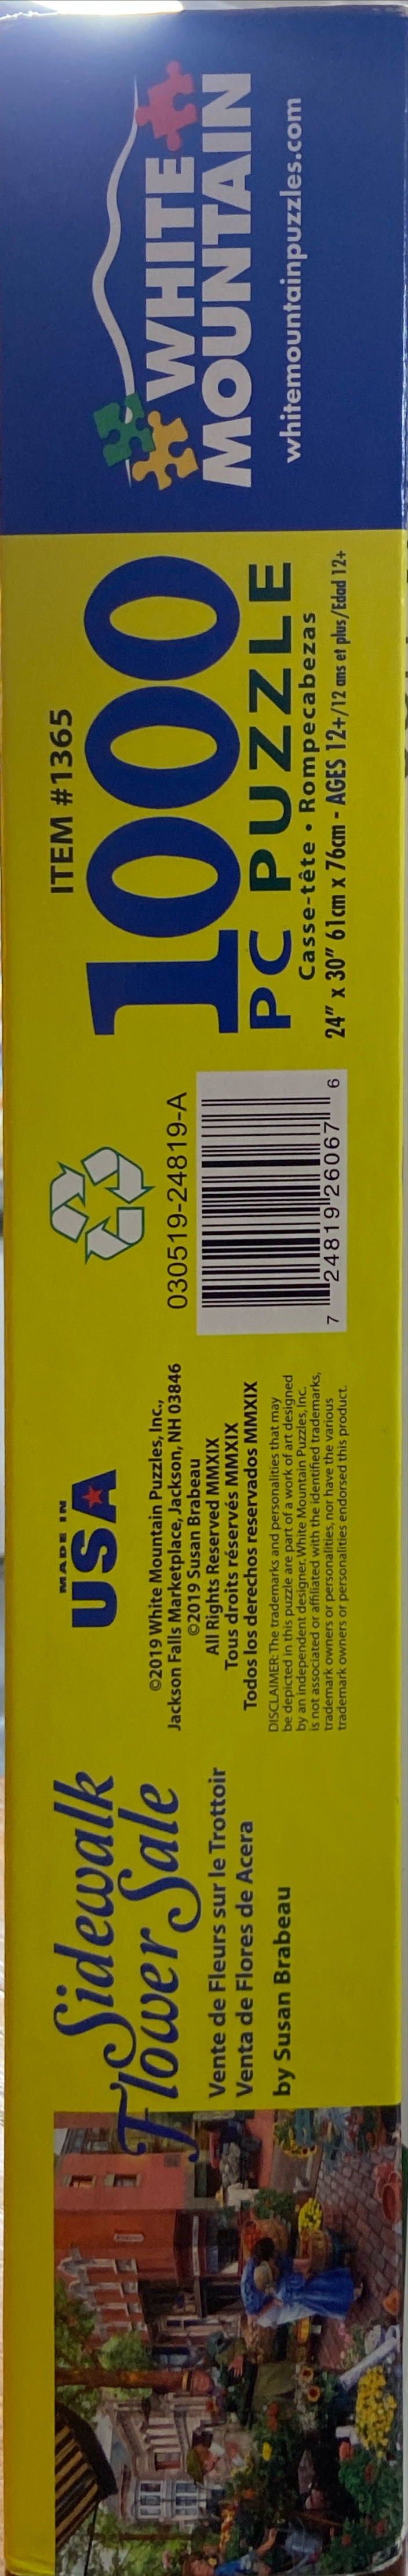 Sidewalk
Flower Sale
Vente de Fleurs sur le Trottoir
Venta de Flores de Acera
by Susan Brabeau
MADE IN
USA
©2019 White Mountain Puzzles, Inc.,
Jackson Falls Marketplace, Jackson, NH 03846
©2019 Susan Brabeau
All Rights Reserved MMXIX
Tous droits réservés MMXIX
Todos los derechos reservados MMXIX
DISCLAIMER: The trademarks and personalities that may
be depicted in this puzzle are part of a work of art designed
by an independent designer. White Mountain Puzzles, Inc.
is not associated or affiliated with the identified trademarks,
trademark owners or personalities, nor have the various
trademark owners or personalities endorsed this product.
030519-24819-A
7 24819 26067 6
ITEM #1365
1000
PC PUZZLE
Casse-tête • Rompecabezas
24" x 30" 61cm x 76cm - AGES 12+/12 ans et plus/Edad 12+
WHITE
MOUNTAIN
whitemountainpuzzles.com